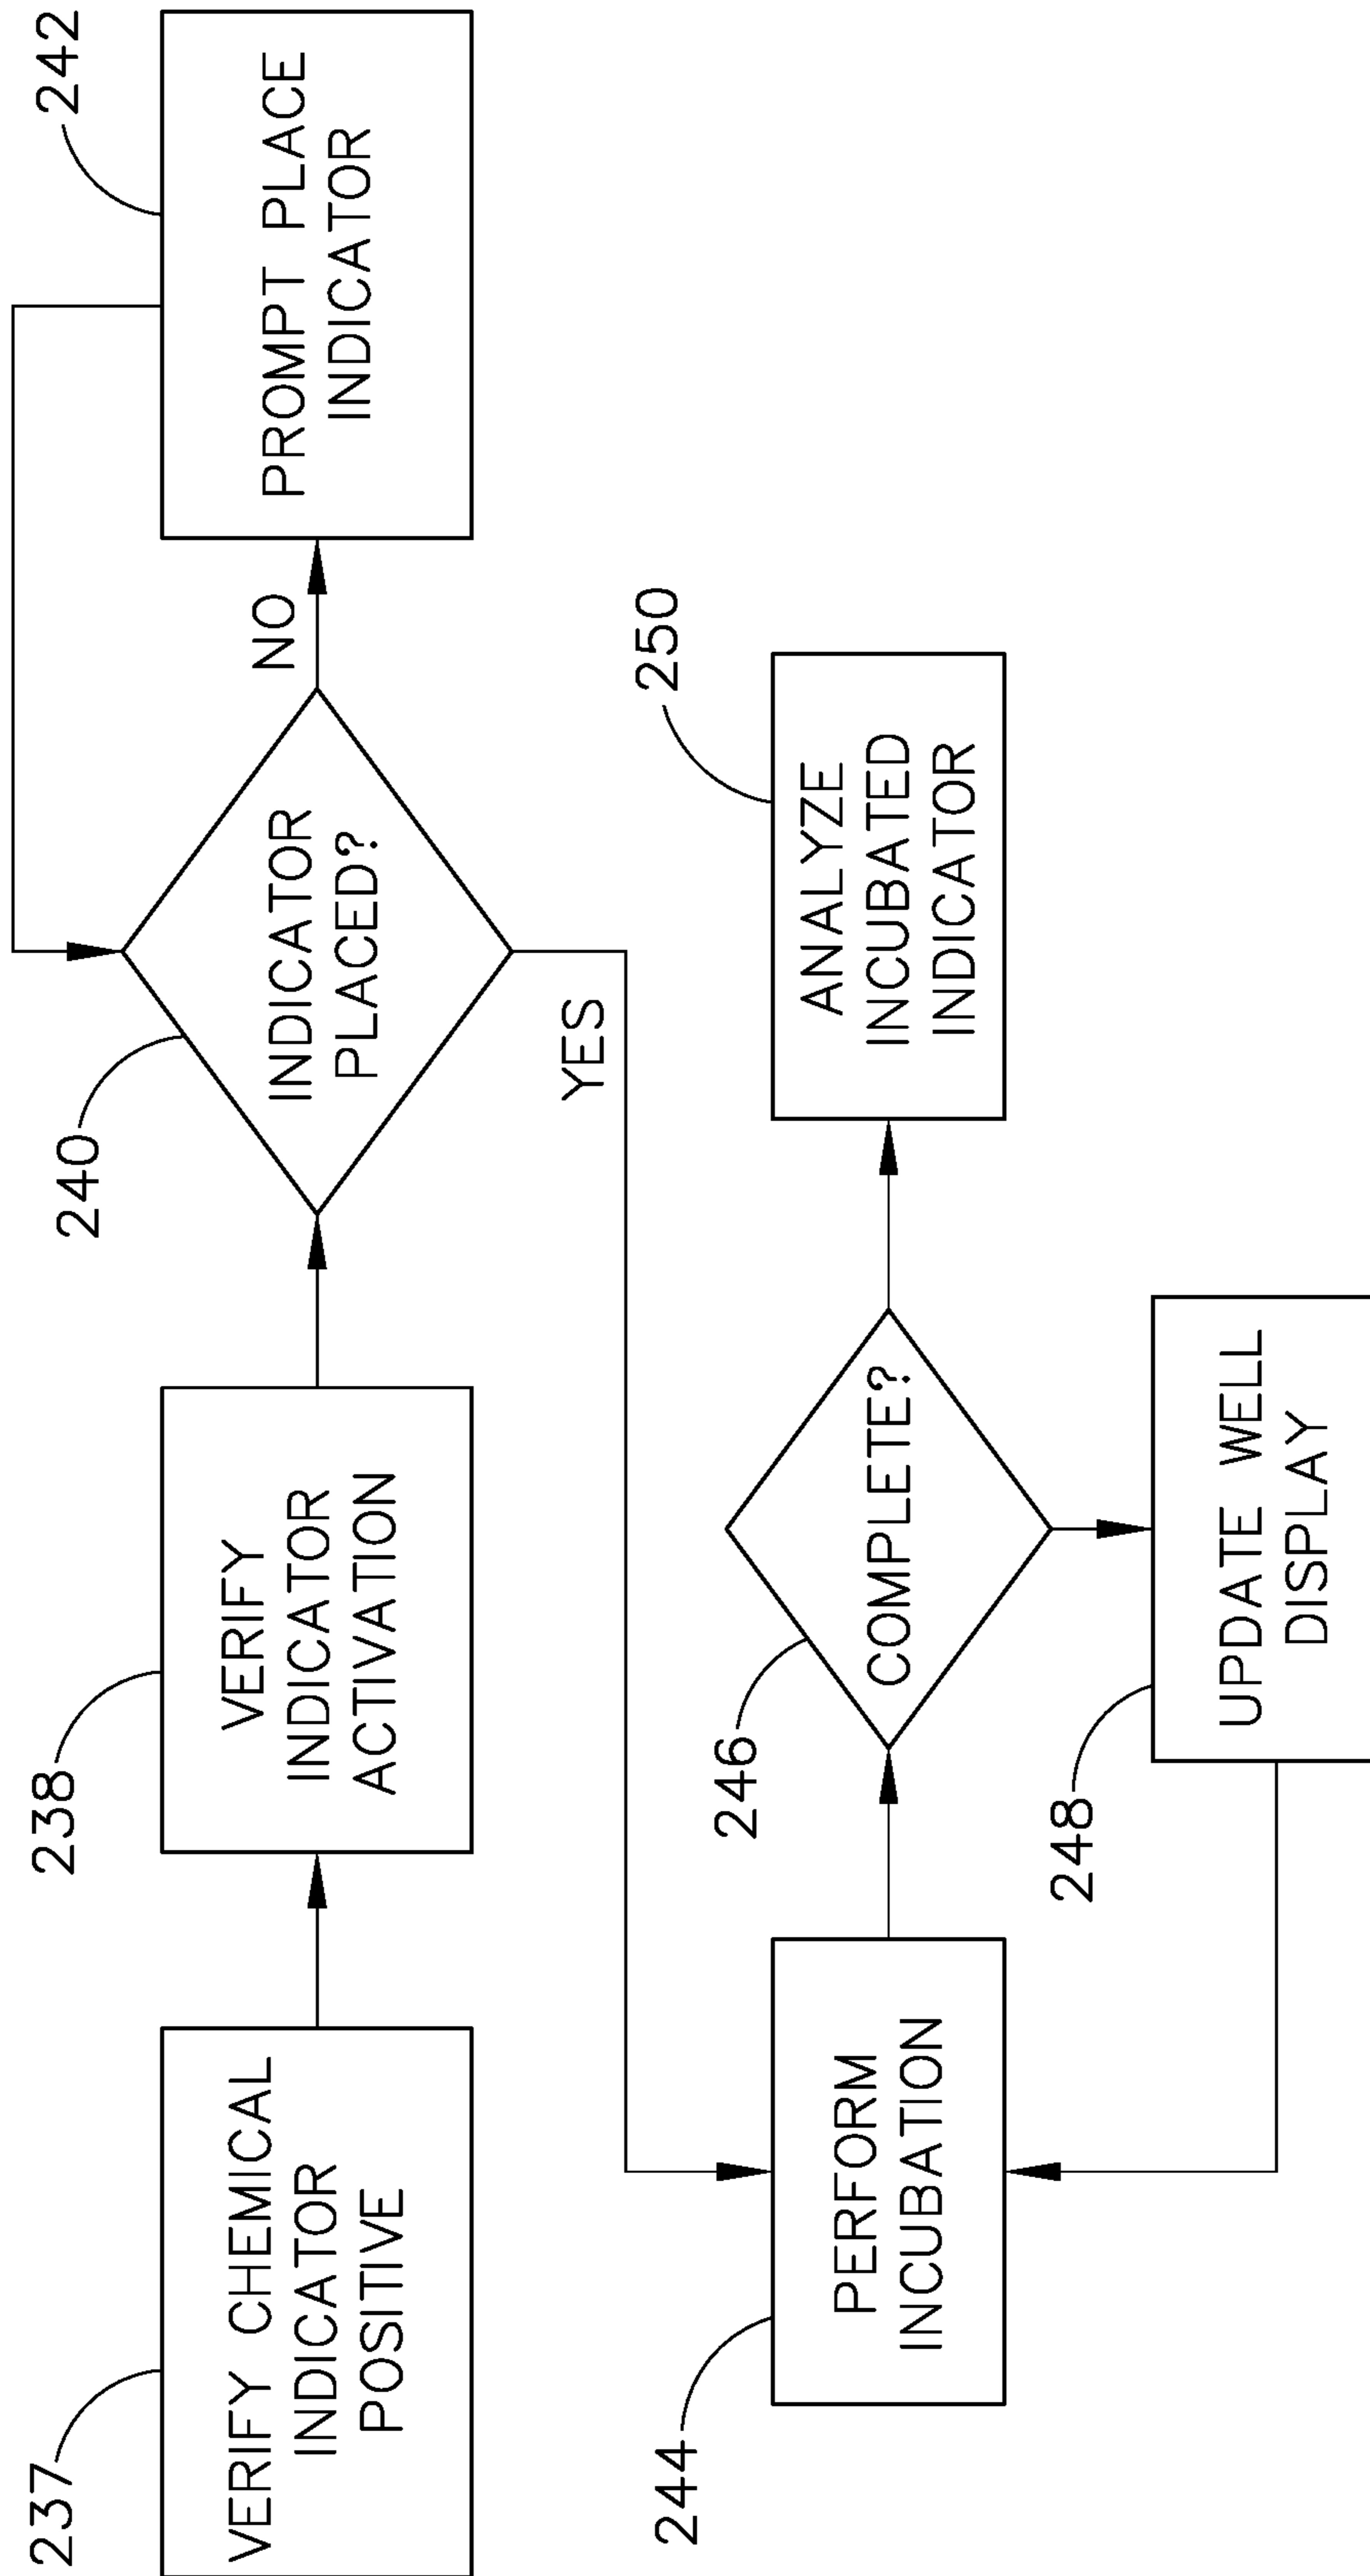 237
VERIFY CHEMICAL
INDICATOR
POSITIVE
238
VERIFY
INDICATOR
ACTIVATION
240
INDICATOR
PLACED?
NO
242
PROMPT PLACE
INDICATOR
YES
244
PERFORM
INCUBATION
246
COMPLETE?
250
ANALYZE
INCUBATED
INDICATOR
248
UPDATE WELL
DISPLAY